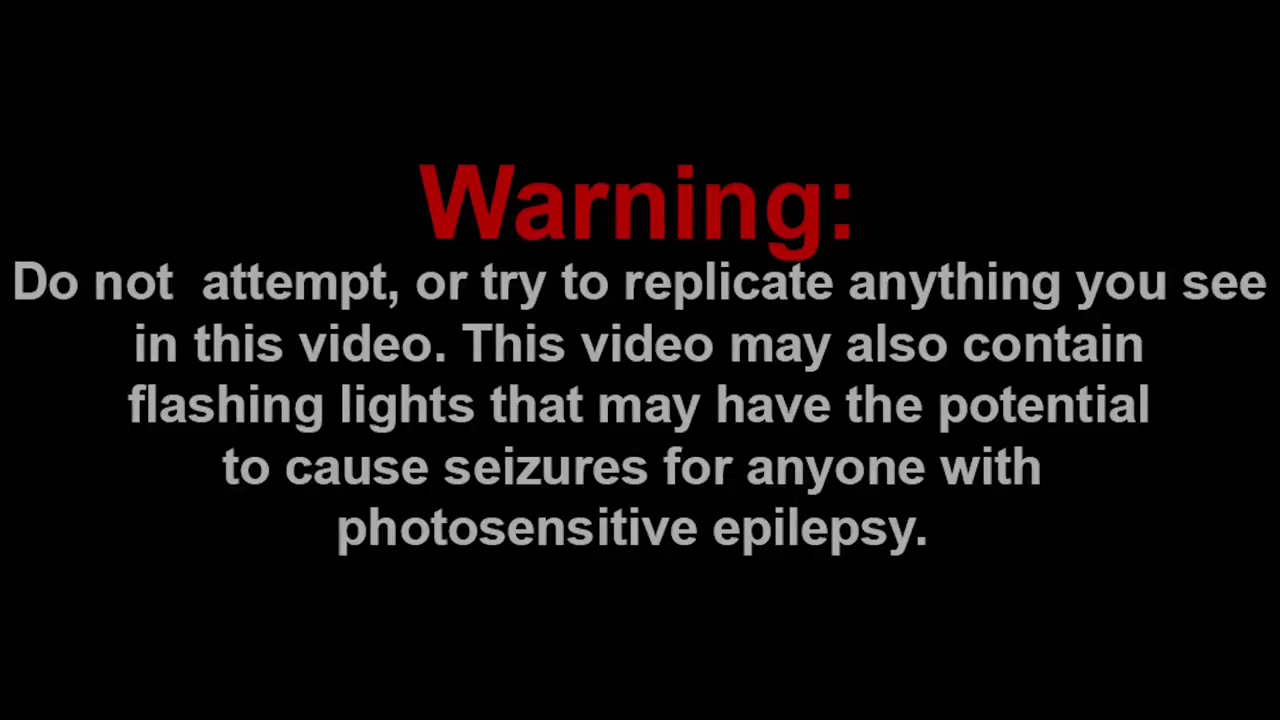 Warning:
Do not  attempt, or try to replicate anything you see
in this video. This video may also contain
flashing lights that may have the potential
to cause seizures for anyone with
photosensitive epilepsy.